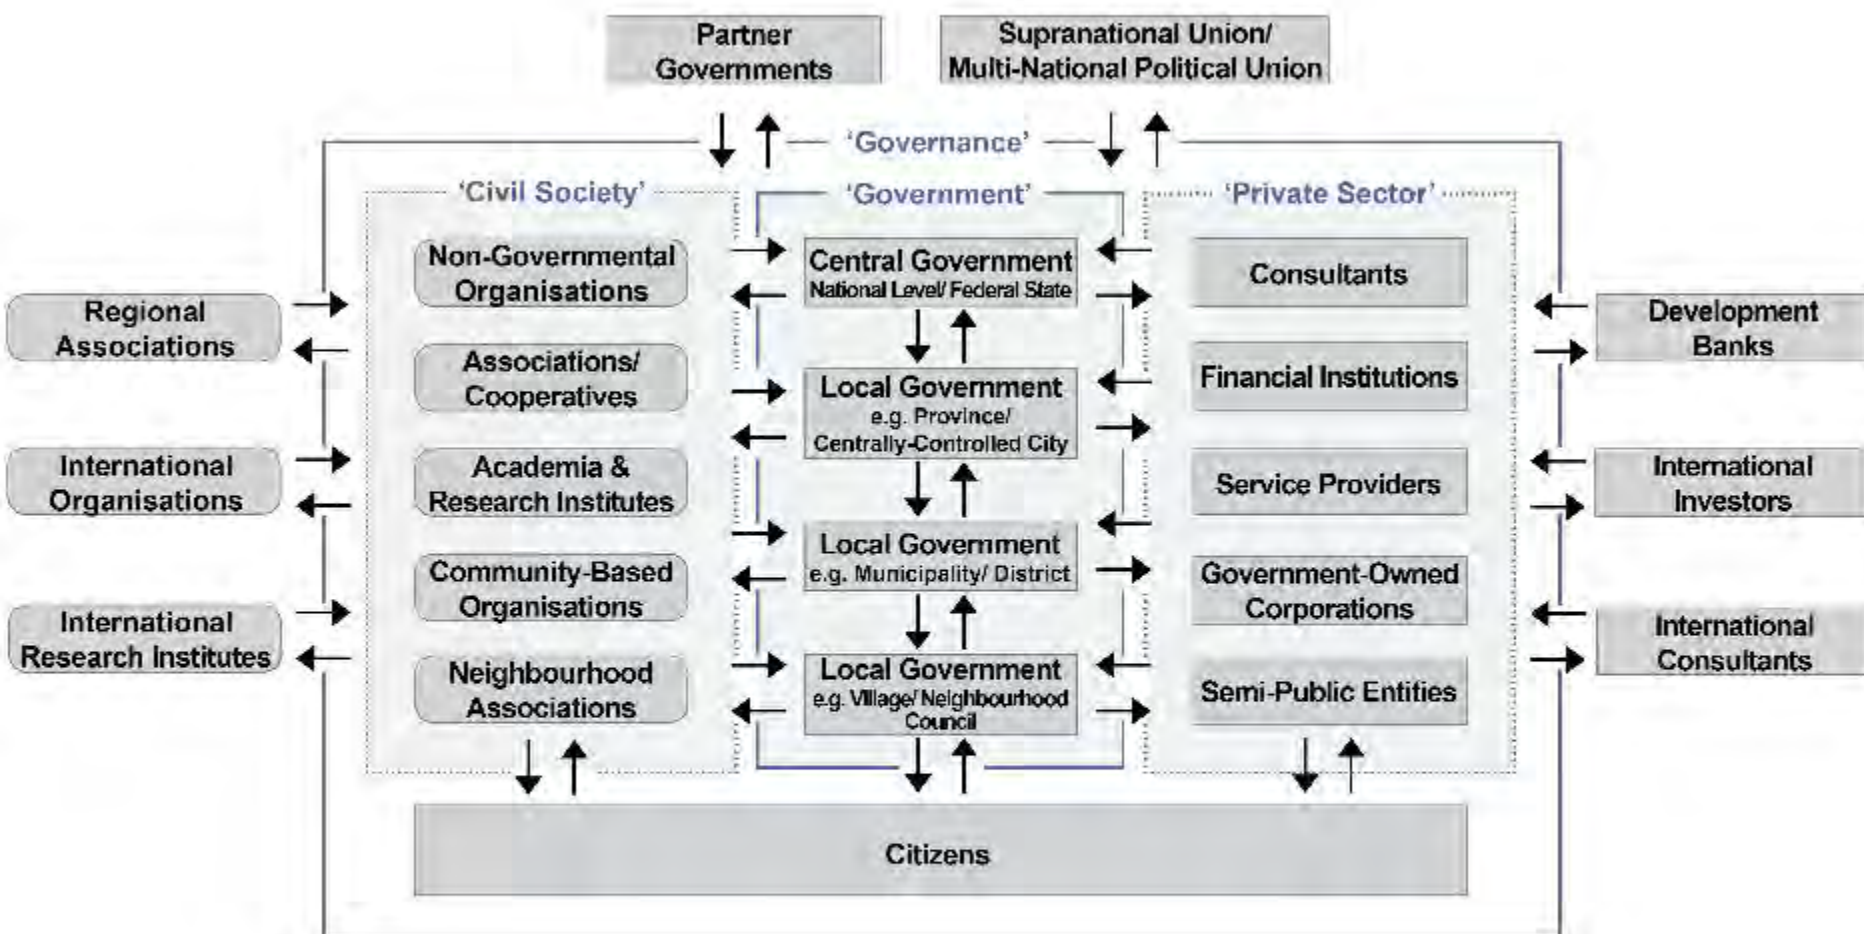 Partner
Governments
Supranational Union/
Multi-National Political Union
‘Governance’
‘Civil Society’
‘Government’
‘Private Sector’
Regional
Associations
International
Organisations
International
Research Institutes
Non-Governmental
Organisations
Associations/
Cooperatives
Academia &
Research Institutes
Community-Based
Organisations
Neighbourhood
Associations
Central Government
National Level/ Federal State
Local Government
e.g. Province/
Centrally-Controlled City
Local Government
e.g. Municipality/ District
Local Government
e.g. Village/ Neighbourhood
Council
Consultants
Financial Institutions
Service Providers
Government-Owned
Corporations
Semi-Public Entities
Development
Banks
International
Investors
International
Consultants
Citizens